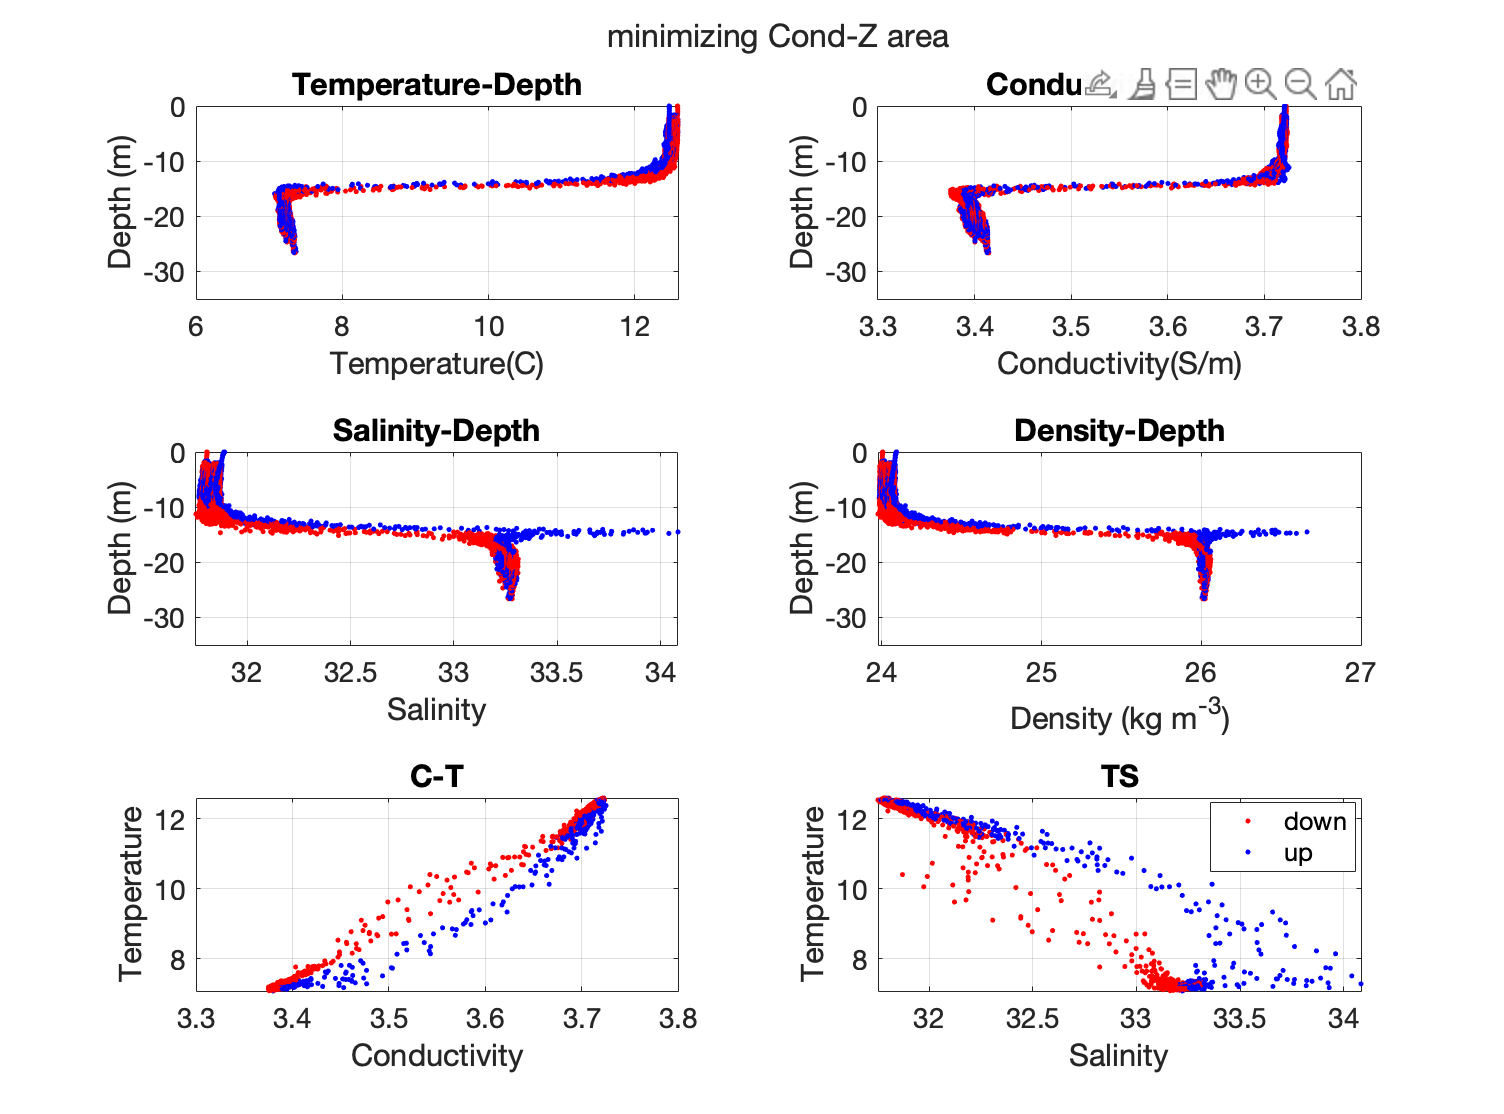 minimizing Cond-Z area
Temperature-Depth
0
-10
-20
-30
Depth (m)
6 8 10 12
Temperature(C)
Condu
0
-10
-20
-30
Depth (m)
3.3 3.4 3.5 3.6 3.7 3.8
Conductivity(S/m)
Salinity-Depth
0
-10
-20
-30
Depth (m)
32 32.5 33 33.5 34
Salinity
Density-Depth
0
-10
-20
-30
Depth (m)
24 25 26 27
Density (kg m-3)
C-T
12
10
8
Temperature
3.3 3.4 3.5 3.6 3.7 3.8
Conductivity
TS
12
10
8
Temperature
down
up
32 32.5 33 33.5 34
Salinity